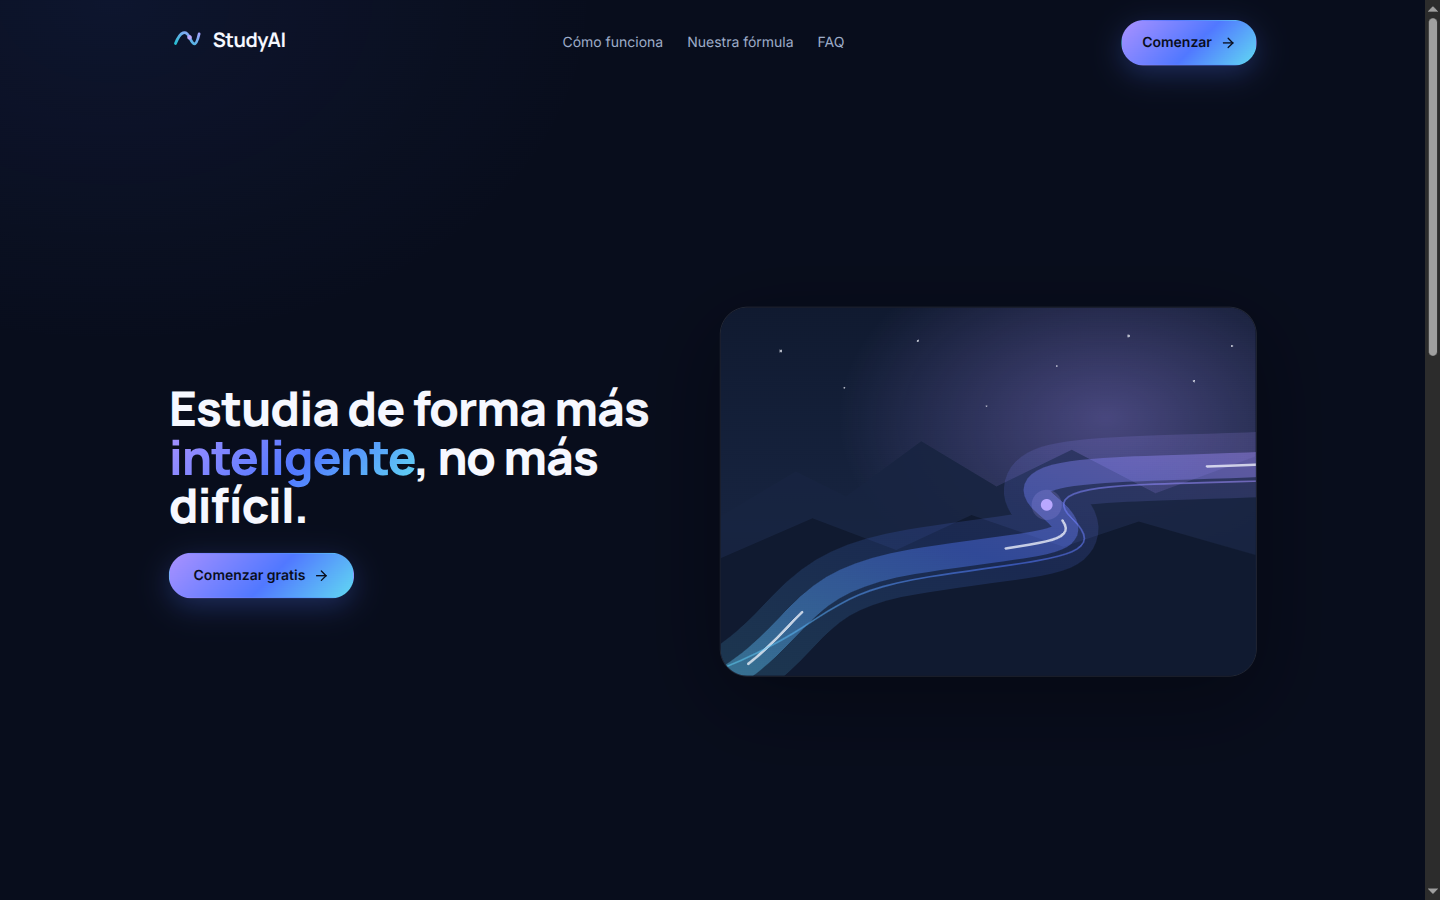 StudyAI
Cómo funciona
Nuestra fórmula
FAQ
Comenzar
Estudia de forma más
inteligente, no más
difícil.
Comenzar gratis